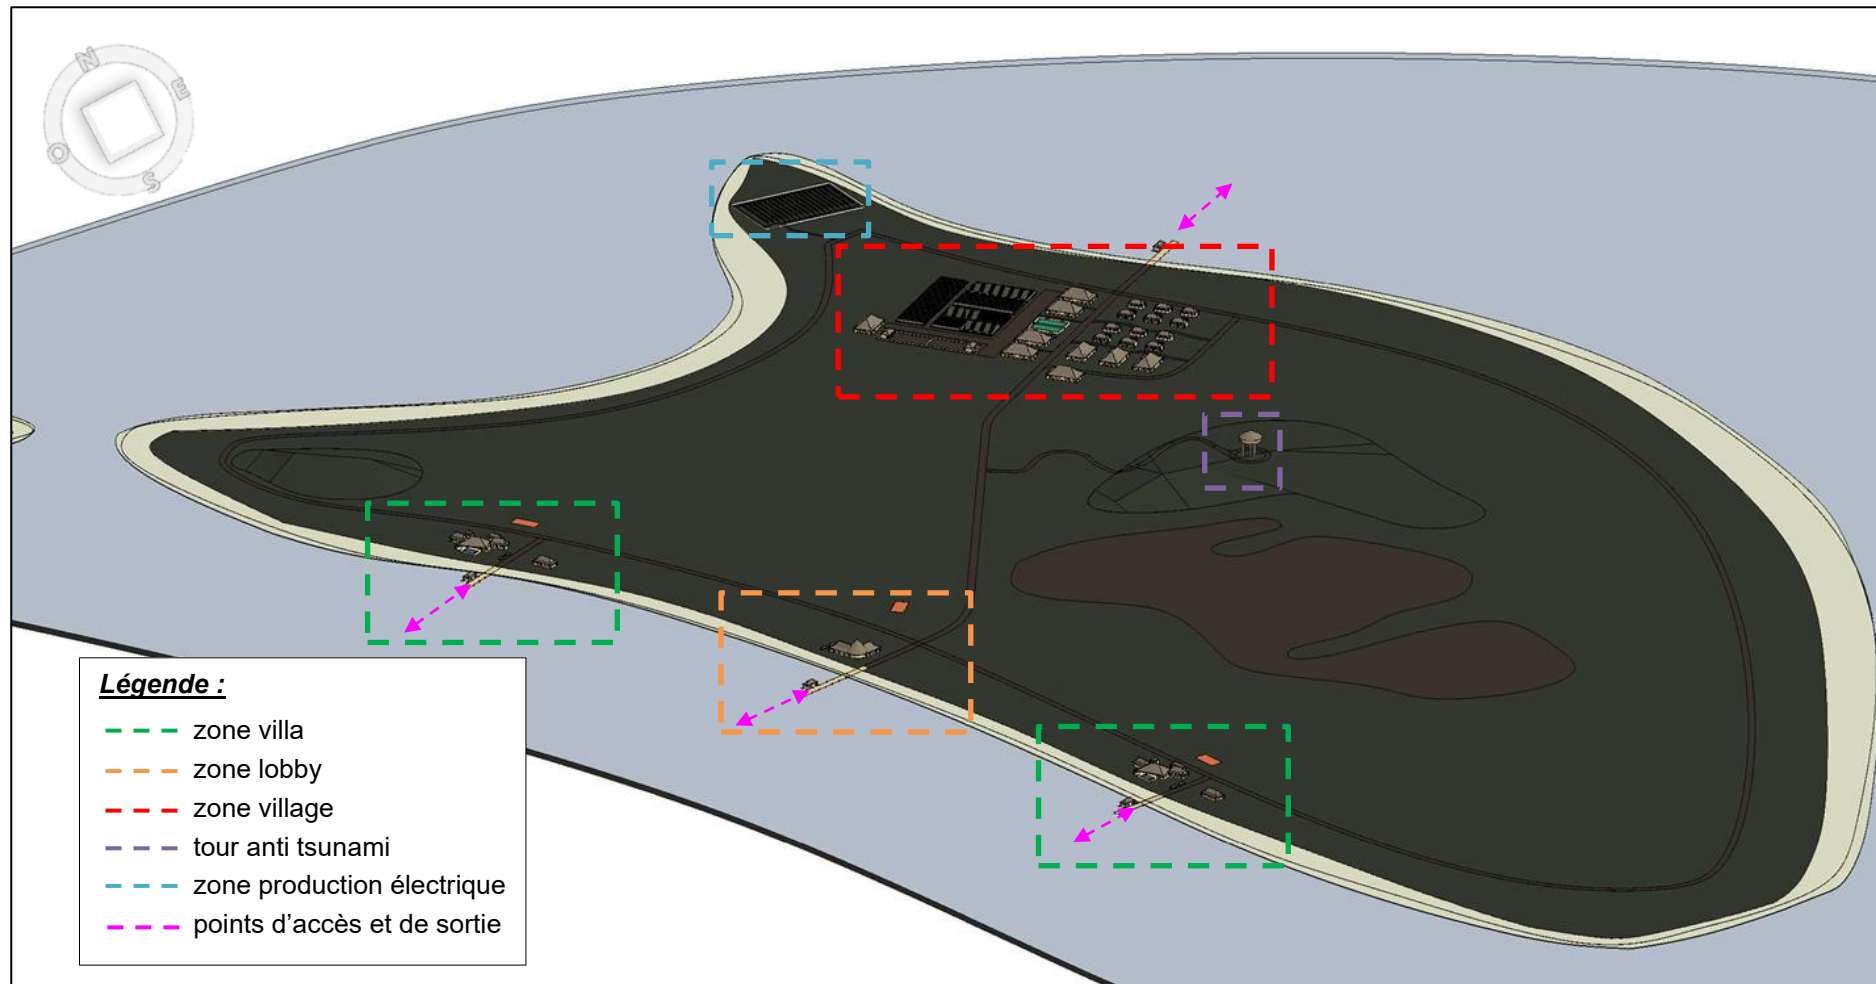 N
E
O
S
Légende :
zone villa
zone lobby
zone village
tour anti tsunami
zone production électrique
points d’accès et de sortie